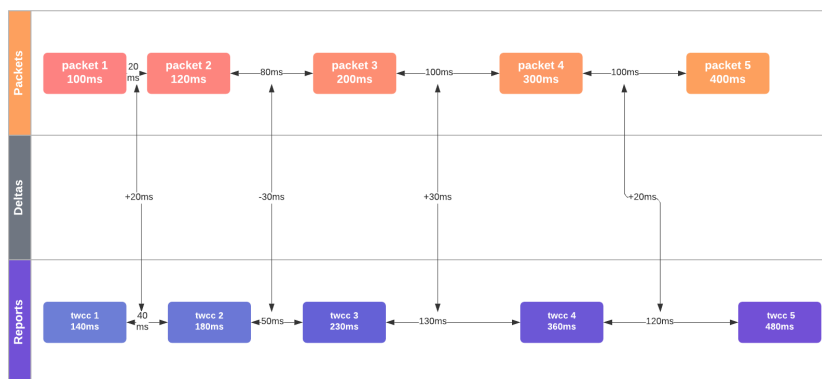 Packets
packet 1
100ms
20
ms
packet 2
120ms
80ms
packet 3
200ms
100ms
packet 4
300ms
100ms
packet 5
400ms
Deltas
+20ms
-30ms
+30ms
+20ms
Reports
twcc 1
140ms
40
ms
twcc 2
180ms
50ms
twcc 3
230ms
130ms
twcc 4
360ms
120ms
twcc 5
480ms